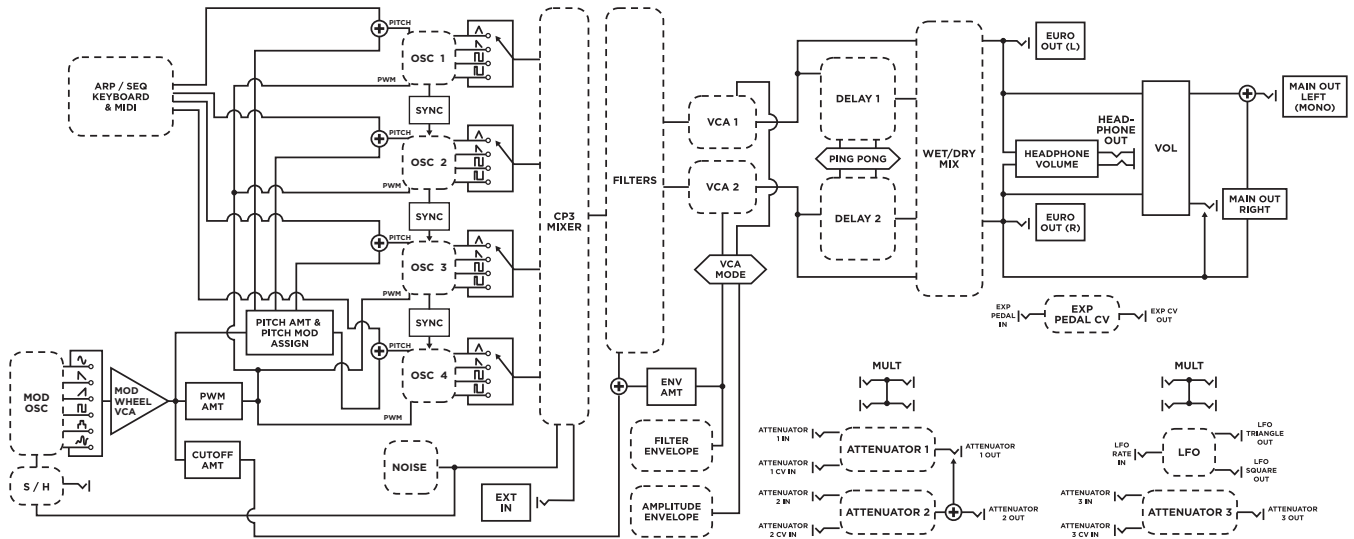 ARP / SEQ
KEYBOARD
& MIDI
PITCH
OSC 1
PWM
SYNC
PITCH
OSC 2
PWM
SYNC
PITCH
OSC 3
PWM
SYNC
PITCH
OSC 4
PWM
PITCH AMT &
PITCH MOD
ASSIGN
MOD
OSC
MOD
WHEEL
VCA
PWM
AMT
CUTOFF
AMT
S / H
NOISE
EXT
IN
CP3
MIXER
FILTERS
VCA 1
VCA 2
VCA
MODE
ENV
AMT
FILTER
ENVELOPE
AMPLITUDE
ENVELOPE
DELAY 1
PING PONG
DELAY 2
WET/DRY
MIX
EURO
OUT (L)
HEAD-
PHONE
OUT
HEADPHONE
VOLUME
EURO
OUT (R)
VOL
MAIN OUT
LEFT
(MONO)
MAIN OUT
RIGHT
EXP
PEDAL
IN
EXP
PEDAL CV
EXP CV
OUT
MULT
ATTENUATOR
1 IN
ATTENUATOR
1 CV IN
ATTENUATOR 1
ATTENUATOR
1 OUT
ATTENUATOR
2 IN
ATTENUATOR
2 CV IN
ATTENUATOR 2
ATTENUATOR
2 OUT
MULT
LFO
RATE
IN
LFO
LFO
TRIANGLE
OUT
LFO
SQUARE
OUT
ATTENUATOR
3 IN
ATTENUATOR
3 CV IN
ATTENUATOR 3
ATTENUATOR
3 OUT